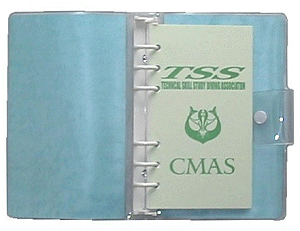 TSS
TECHNICAL SKILL STUDY DIVING ASSOCIATION
CMAS